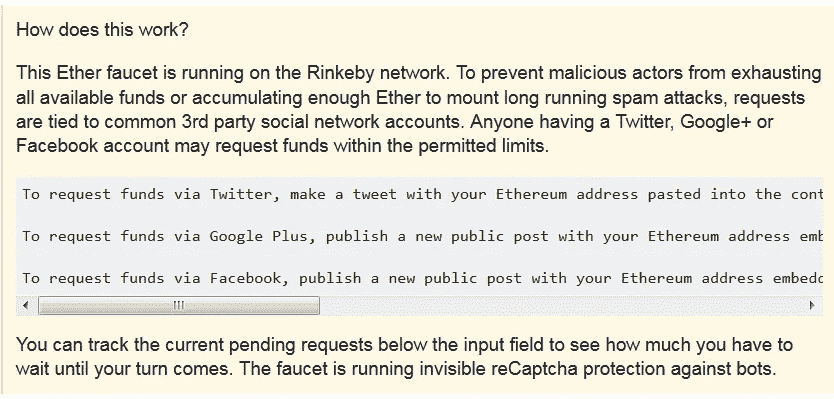 How does this work?
This Ether faucet is running on the Rinkeby network. To prevent malicious actors from exhausting
all available funds or accumulating enough Ether to mount long running spam attacks, requests
are tied to common 3rd party social network accounts. Anyone having a Twitter, Google+ or
Facebook account may request funds within the permitted limits.
To request funds via Twitter, make a tweet with your Ethereum address pasted into the cont
To request funds via Google Plus, publish a new public post with your Ethereum address emb
To request funds via Facebook, publish a new public post with your Ethereum address embedd
You can track the current pending requests below the input field to see how much you have to
wait until your turn comes. The faucet is running invisible reCaptcha protection against bots.